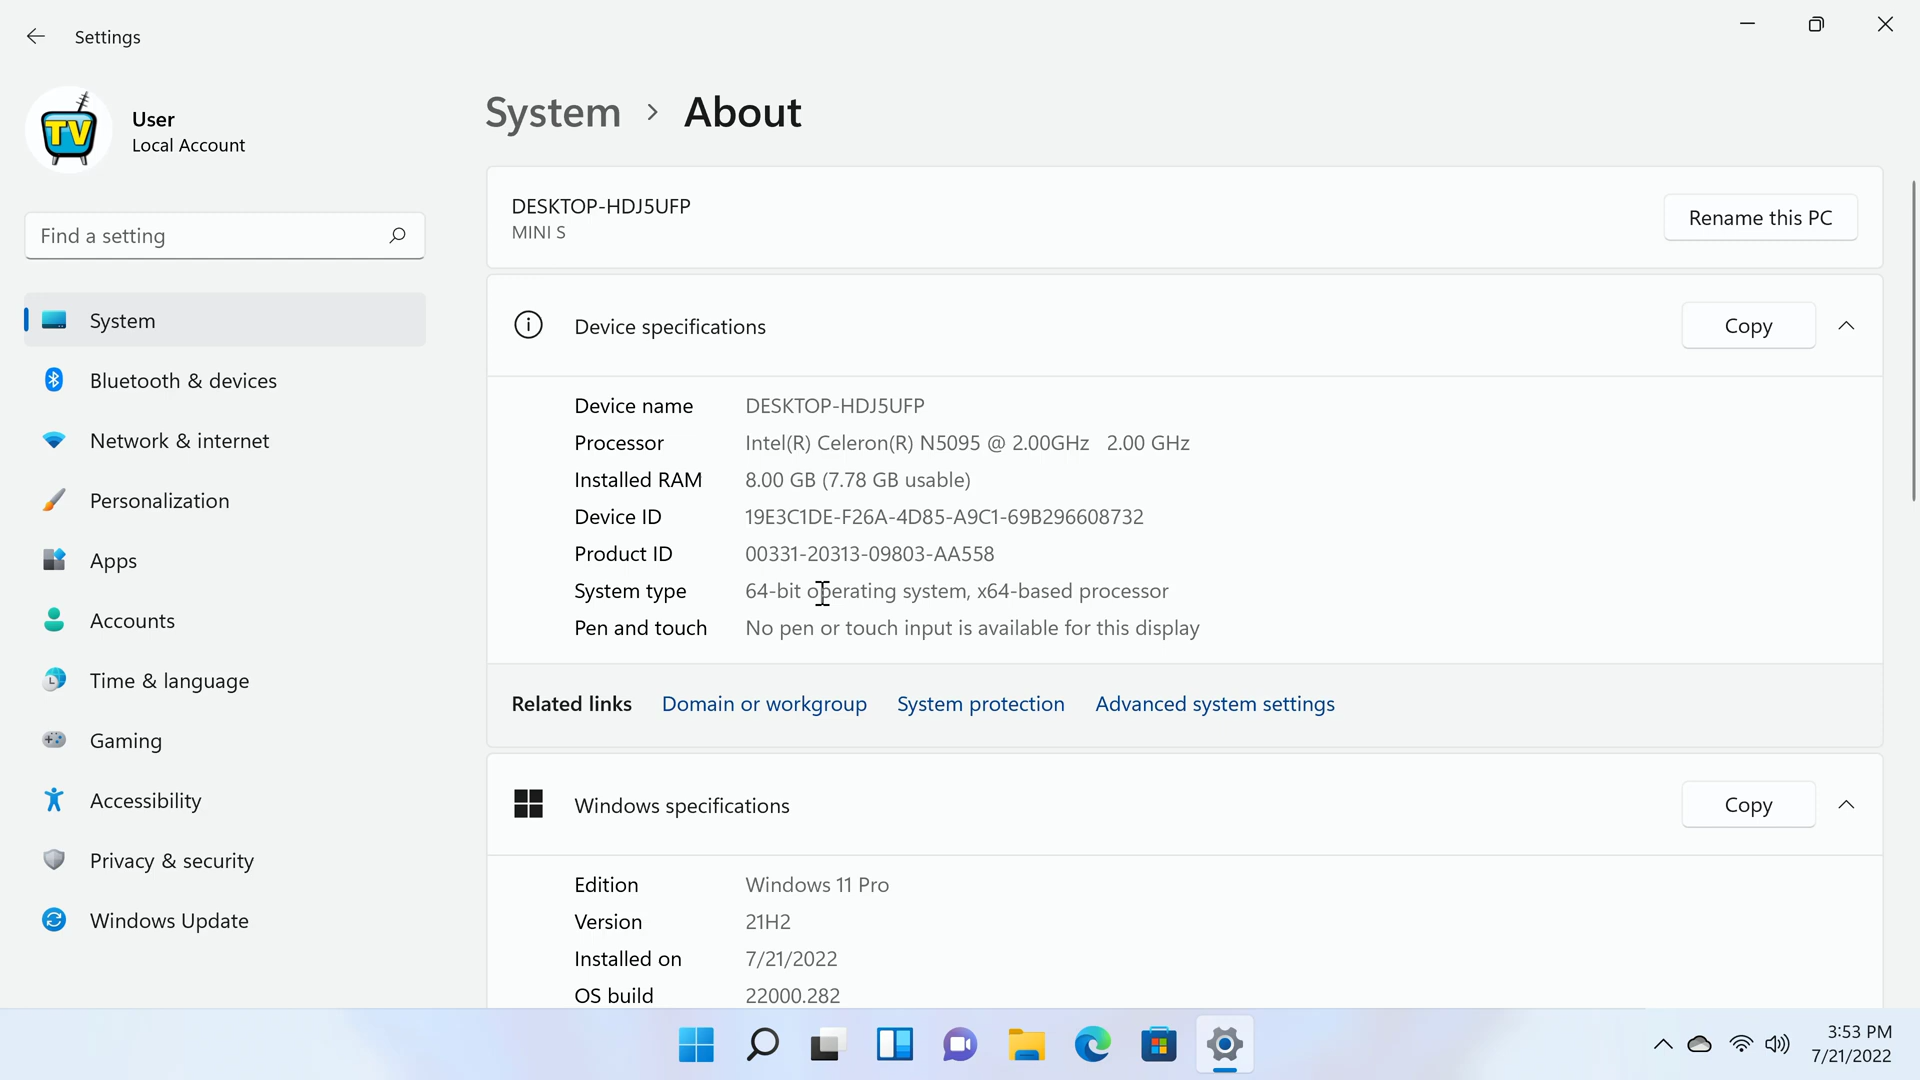 Settings
TV
User
Local Account
Find a setting
System
Bluetooth & devices
Network & internet
Personalization
Apps
Accounts
Time & language
Gaming
Accessibility
Privacy & security
Windows Update
System > About
DESKTOP-HDJ5UFP
MINI S
Rename this PC
Device specifications
Copy
Device name DESKTOP-HDJ5UFP
Processor Intel(R) Celeron(R) N5095 @ 2.00GHz 2.00 GHz
Installed RAM 8.00 GB (7.78 GB usable)
Device ID 19E3C1DE-F26A-4D85-A9C1-69B296608732
Product ID 00331-20313-09803-AA558
System type 64-bit operating system, x64-based processor
Pen and touch No pen or touch input is available for this display
Related links Domain or workgroup System protection Advanced system settings
Windows specifications
Copy
Edition Windows 11 Pro
Version 21H2
Installed on 7/21/2022
OS build 22000.282
3:53 PM
7/21/2022